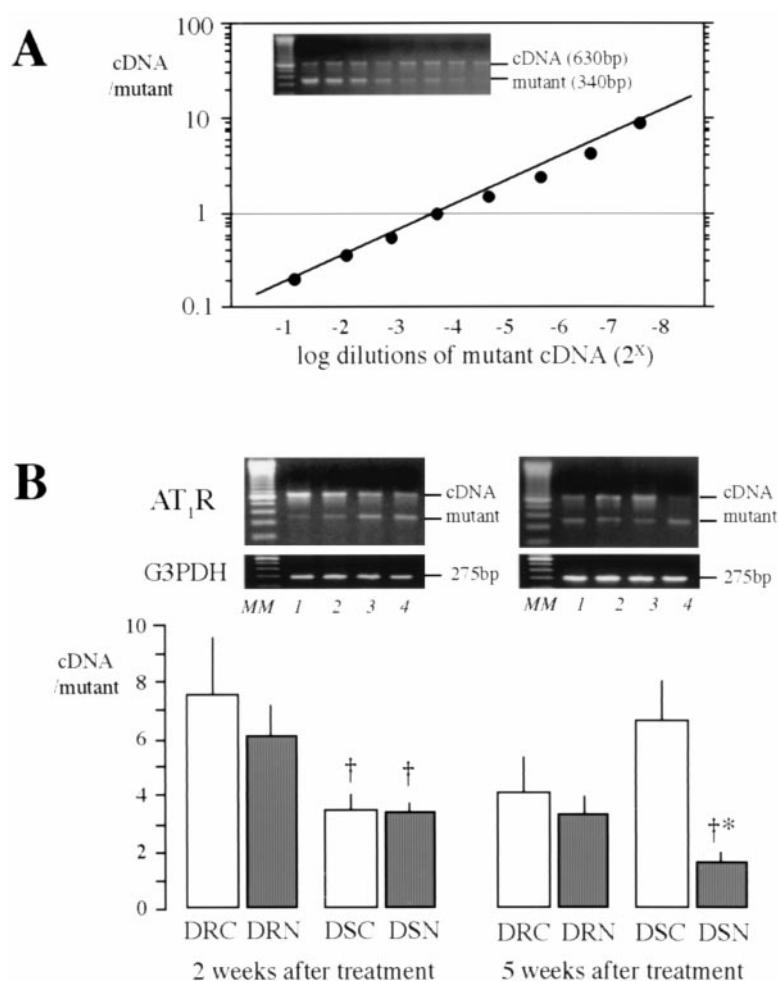 A
cDNA
/mutant
100
10
1
0.1
cDNA (630bp)
mutant (340bp)
-1 -2 -3 -4 -5 -6 -7 -8
log dilutions of mutant cDNA (2ˣ)
B
AT₁R
cDNA
mutant
cDNA
mutant
G3PDH
275bp
275bp
MM 1 2 3 4
MM 1 2 3 4
cDNA
/mutant
10
8
6
4
2
0
† † †*
DRC DRN DSC DSN DRC DRN DSC DSN
2 weeks after treatment 5 weeks after treatment